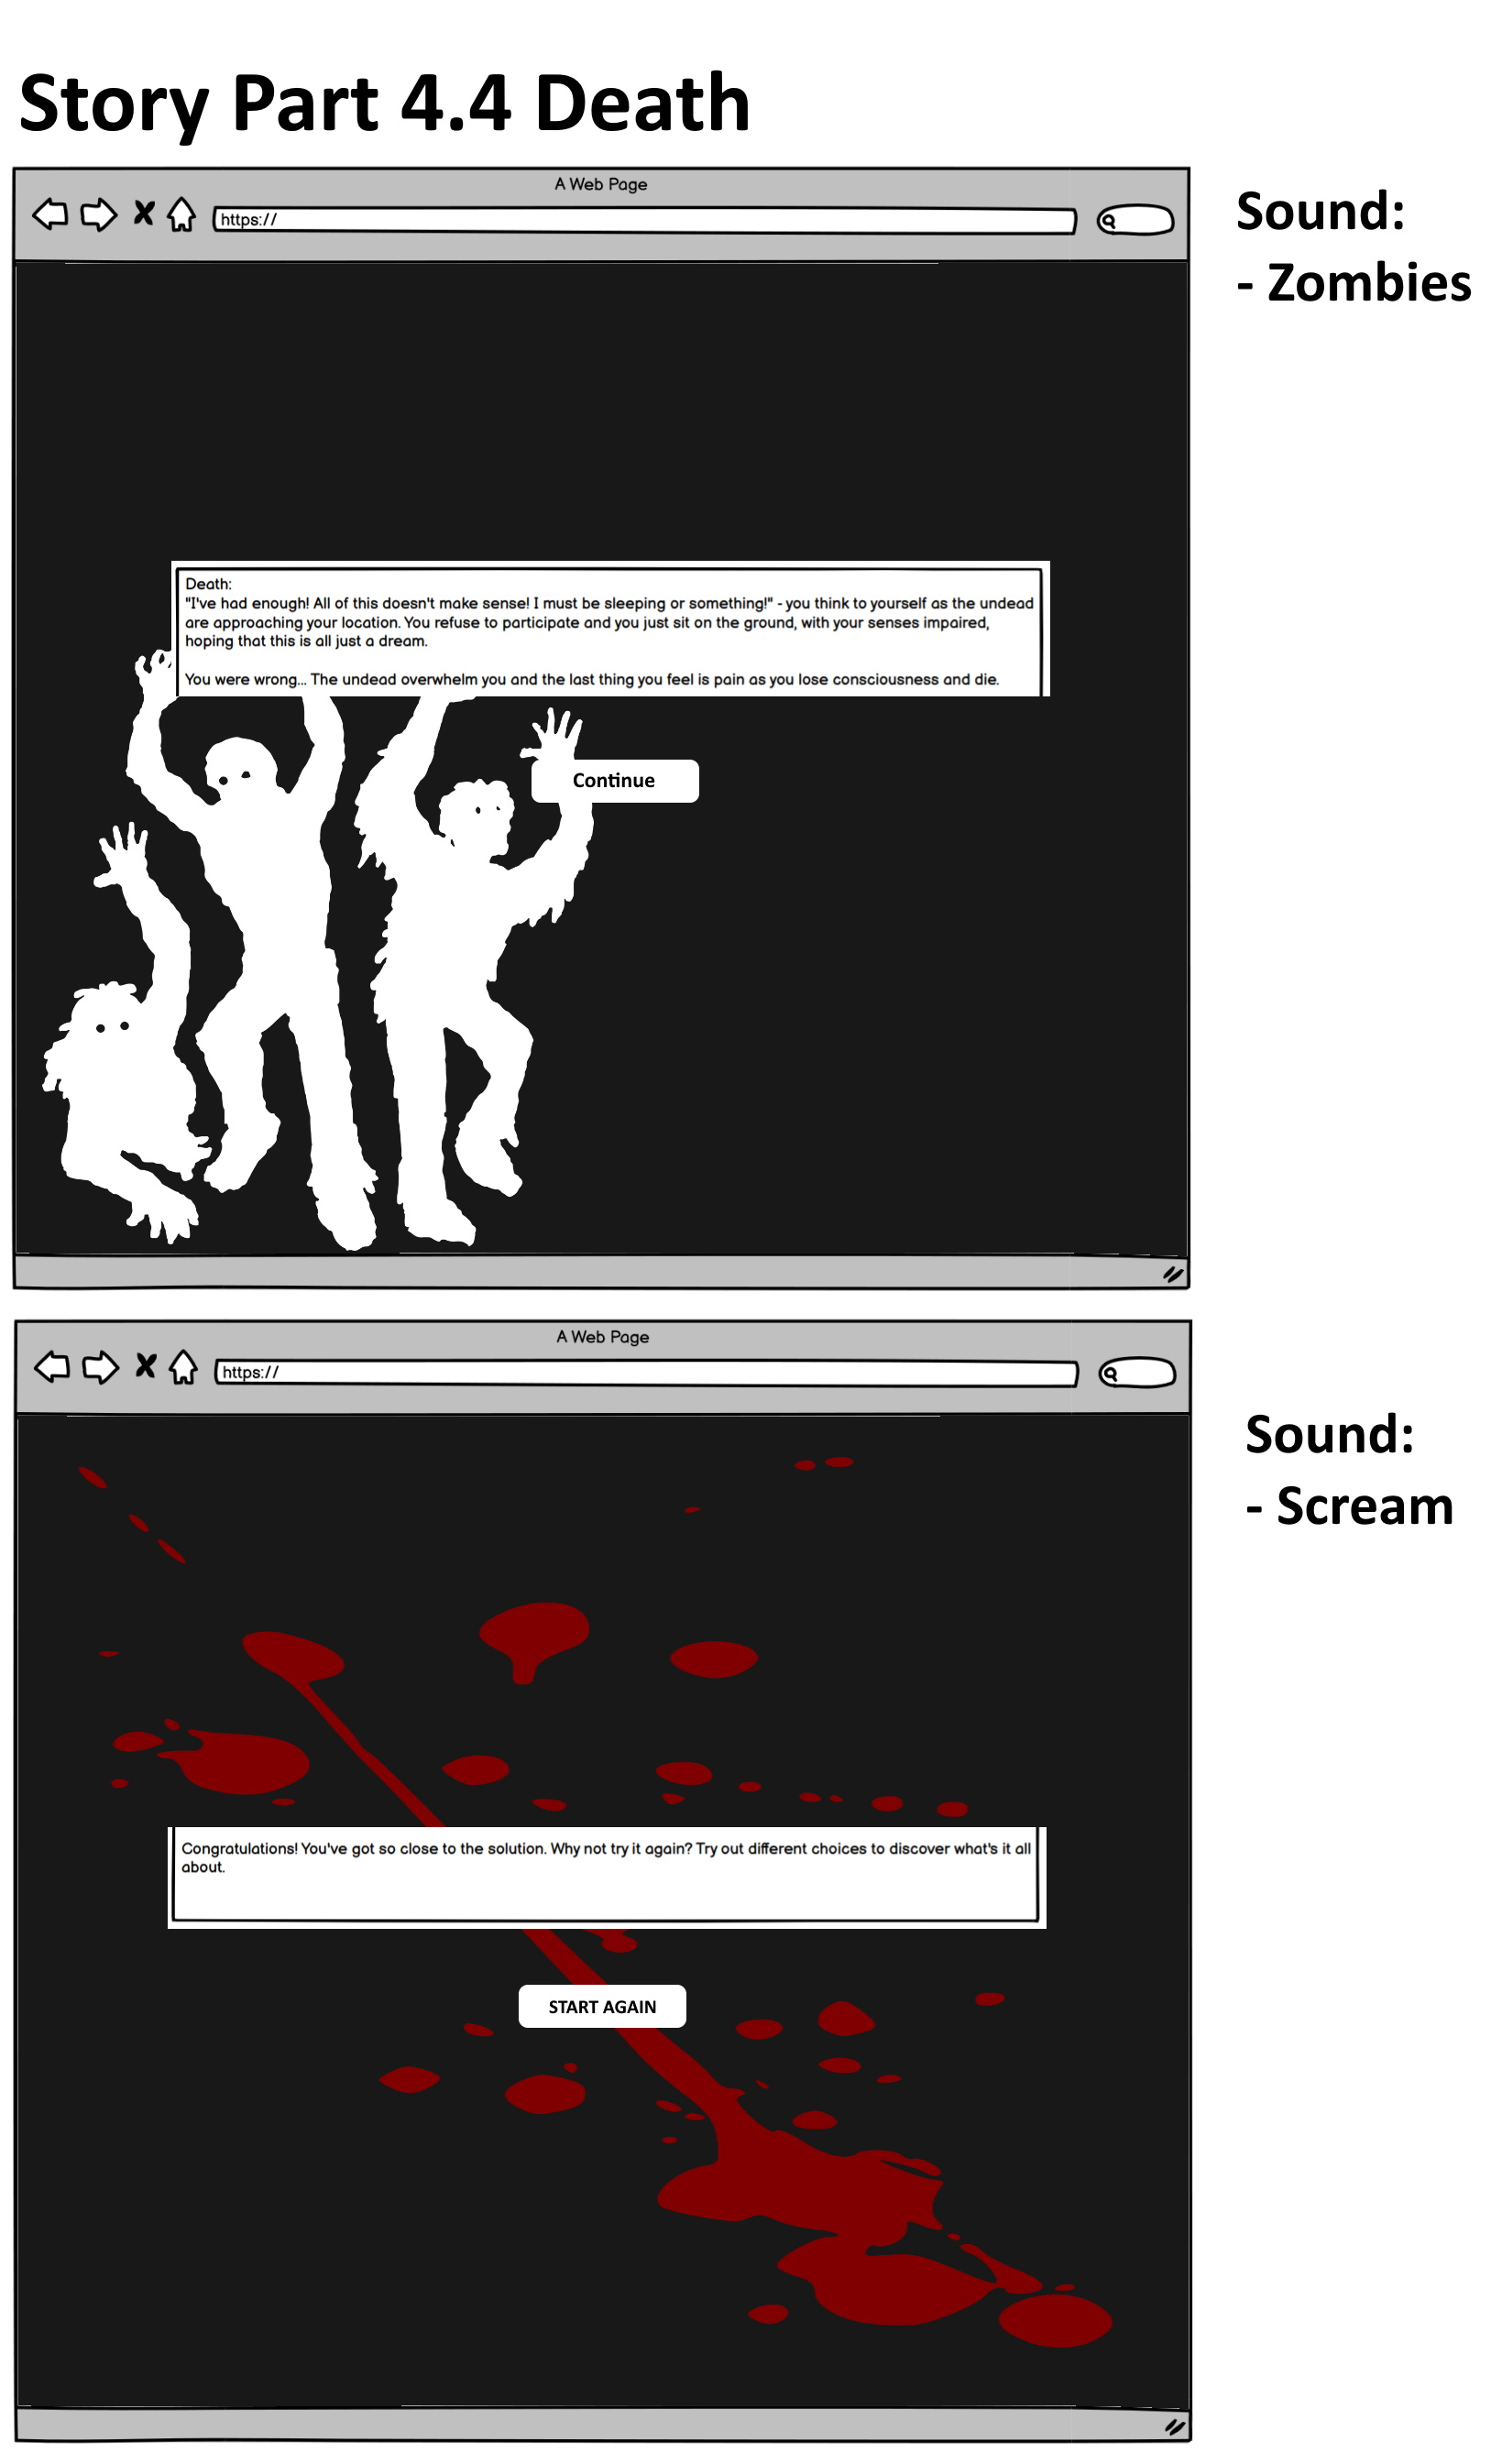 Story Part 4.4 Death
A Web Page
https://
Sound:
- Zombies
Death:
"I've had enough! All of this doesn't make sense! I must be sleeping or something!" - you think to yourself as the undead
are approaching your location. You refuse to participate and you just sit on the ground, with your senses impaired,
hoping that this is all just a dream.
You were wrong... The undead overwhelm you and the last thing you feel is pain as you lose consciousness and die.
Continue
A Web Page
https://
Sound:
- Scream
Congratulations! You've got so close to the solution. Why not try it again? Try out different choices to discover what's it all
about.
START AGAIN